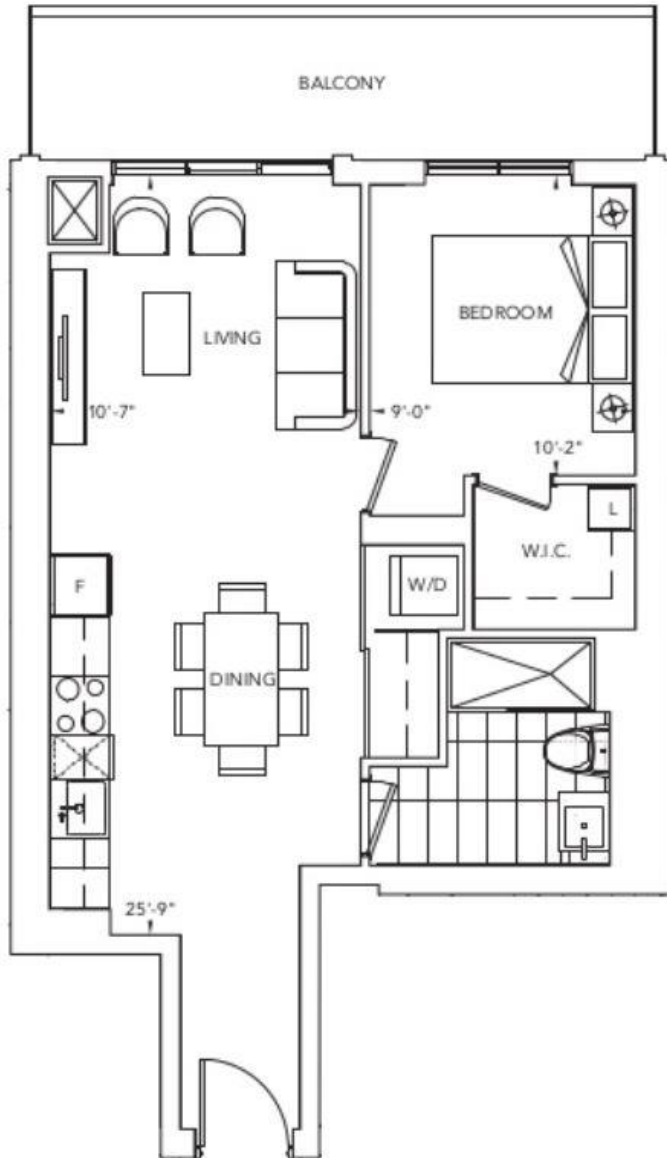 BALCONY
LIVING
BEDROOM
10'-7"
9'-0"
10'-2"
L
W.I.C.
F
W/D
DINING
25'-9"